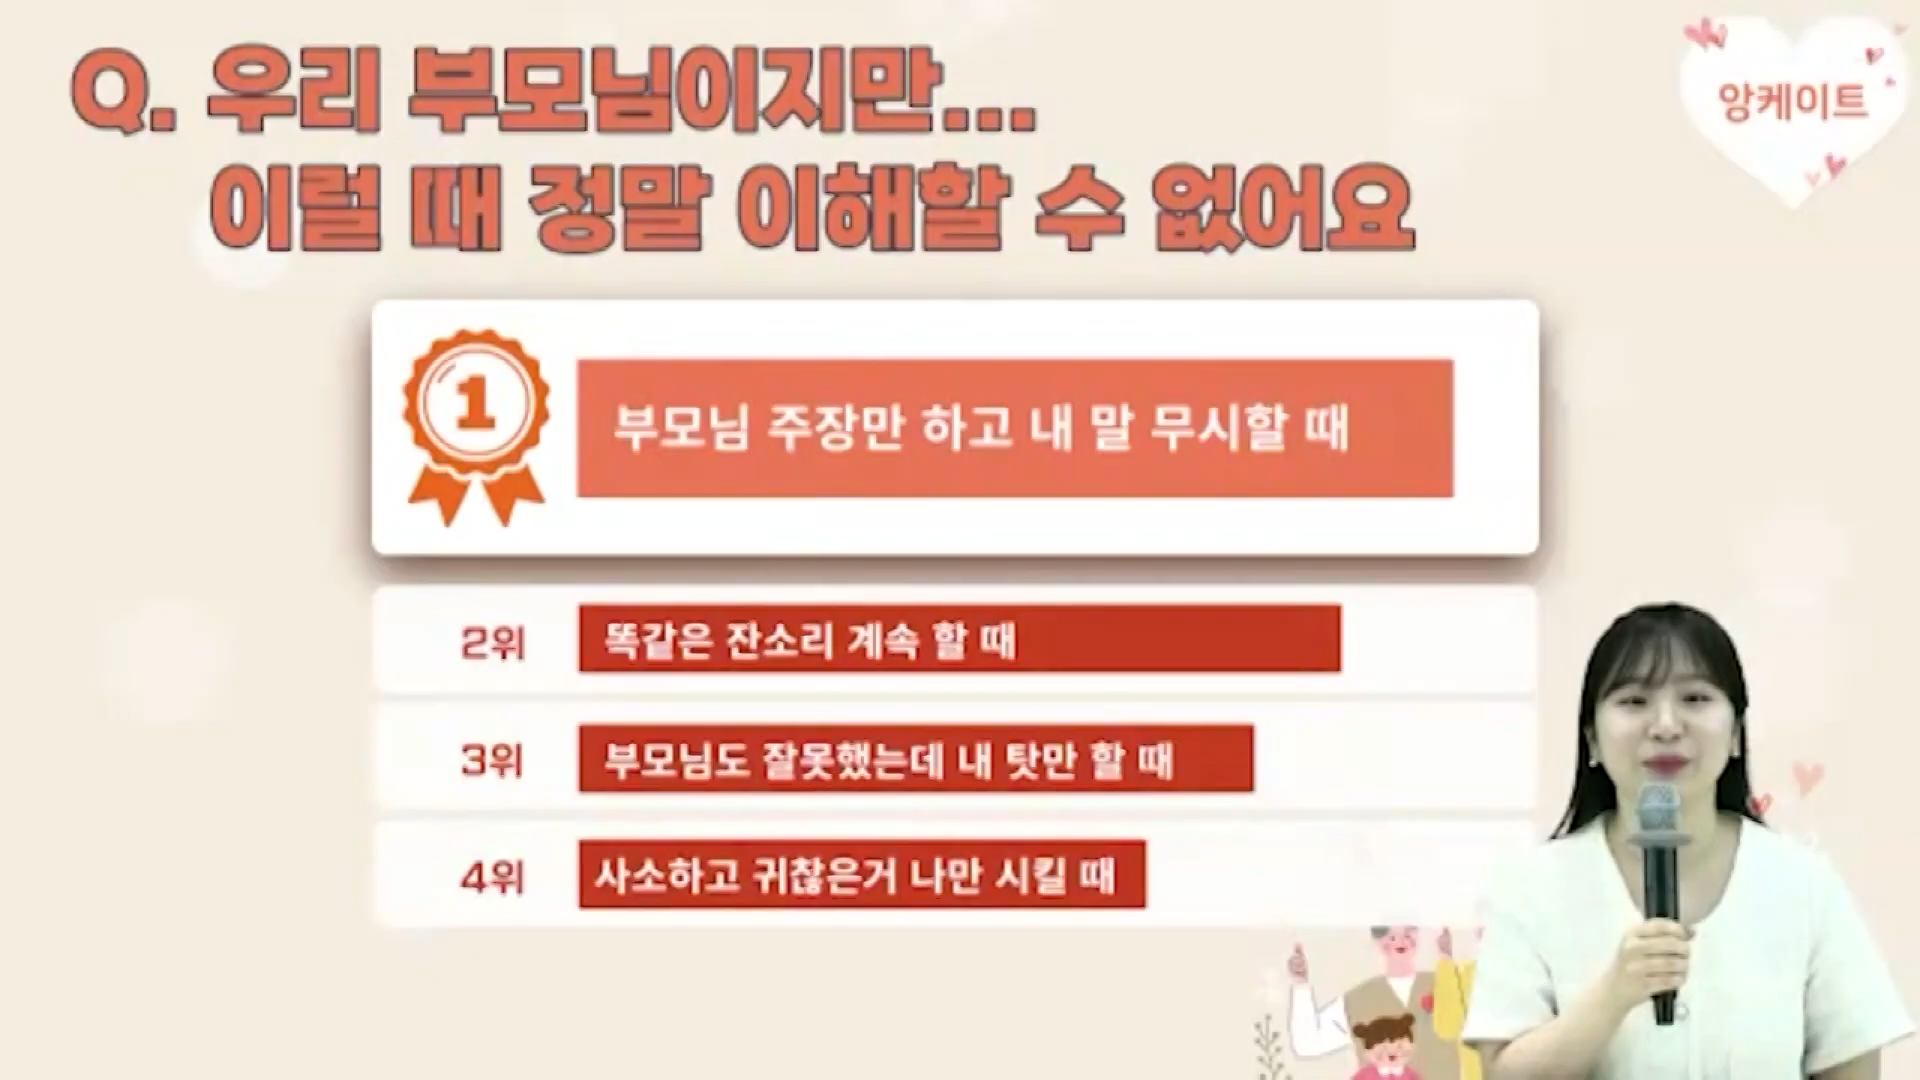 Q. 우리 부모님이지만...
이럴 때 정말 이해할 수 없어요
앙케이트
1
부모님 주장만 하고 내 말 무시할 때
2위
똑같은 잔소리 계속 할 때
3위
부모님도 잘못했는데 내 탓만 할 때
4위
사소하고 귀찮은거 나만 시킬 때